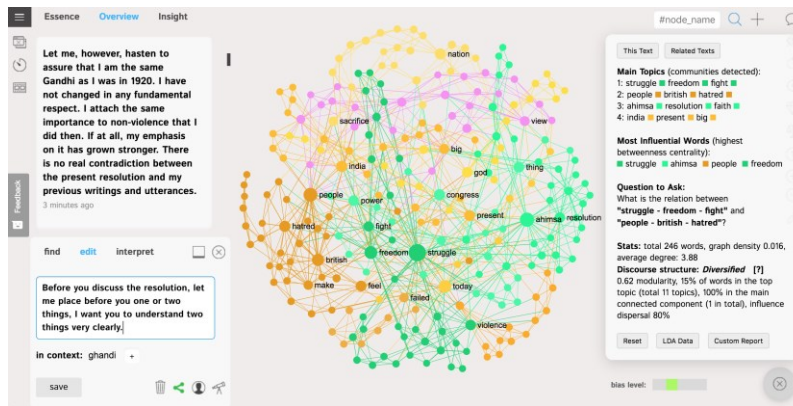 Essence Overview Insight
#node_name
Let me, however, hasten to
assure that I am the same
Gandhi as I was in 1920. I have
not changed in any fundamental
respect. I attach the same
importance to non-violence that I
did then. If at all, my emphasis
on it has grown stronger. There
is no real contradiction between
the present resolution and my
previous writings and utterances.
3 minutes ago
Feedback
find edit interpret
Before you discuss the resolution, let
me place before you one or two
things, I want you to understand two
things very clearly.
in context: ghandi +
save
nation
sacrifice
view
big
india
god
thing
people
power
congress
present
ahimsa
resolution
hatred
fight
freedom
struggle
british
make
feel
today
failed
violence
This Text Related Texts
Main Topics (communities detected):
1: struggle freedom fight
2: people british hatred
3: ahimsa resolution faith
4: india present big
Most Influential Words (highest
betweenness centrality):
struggle ahimsa people freedom
Question to Ask:
What is the relation between
"struggle - freedom - fight" and
"people - british - hatred"?
Stats: total 246 words, graph density 0.016,
average degree: 3.88
Discourse structure: Diversified [?]
0.62 modularity, 15% of words in the top
topic (total 11 topics), 100% in the main
connected component (1 in total), influence
dispersal 80%
Reset LDA Data Custom Report
bias level: